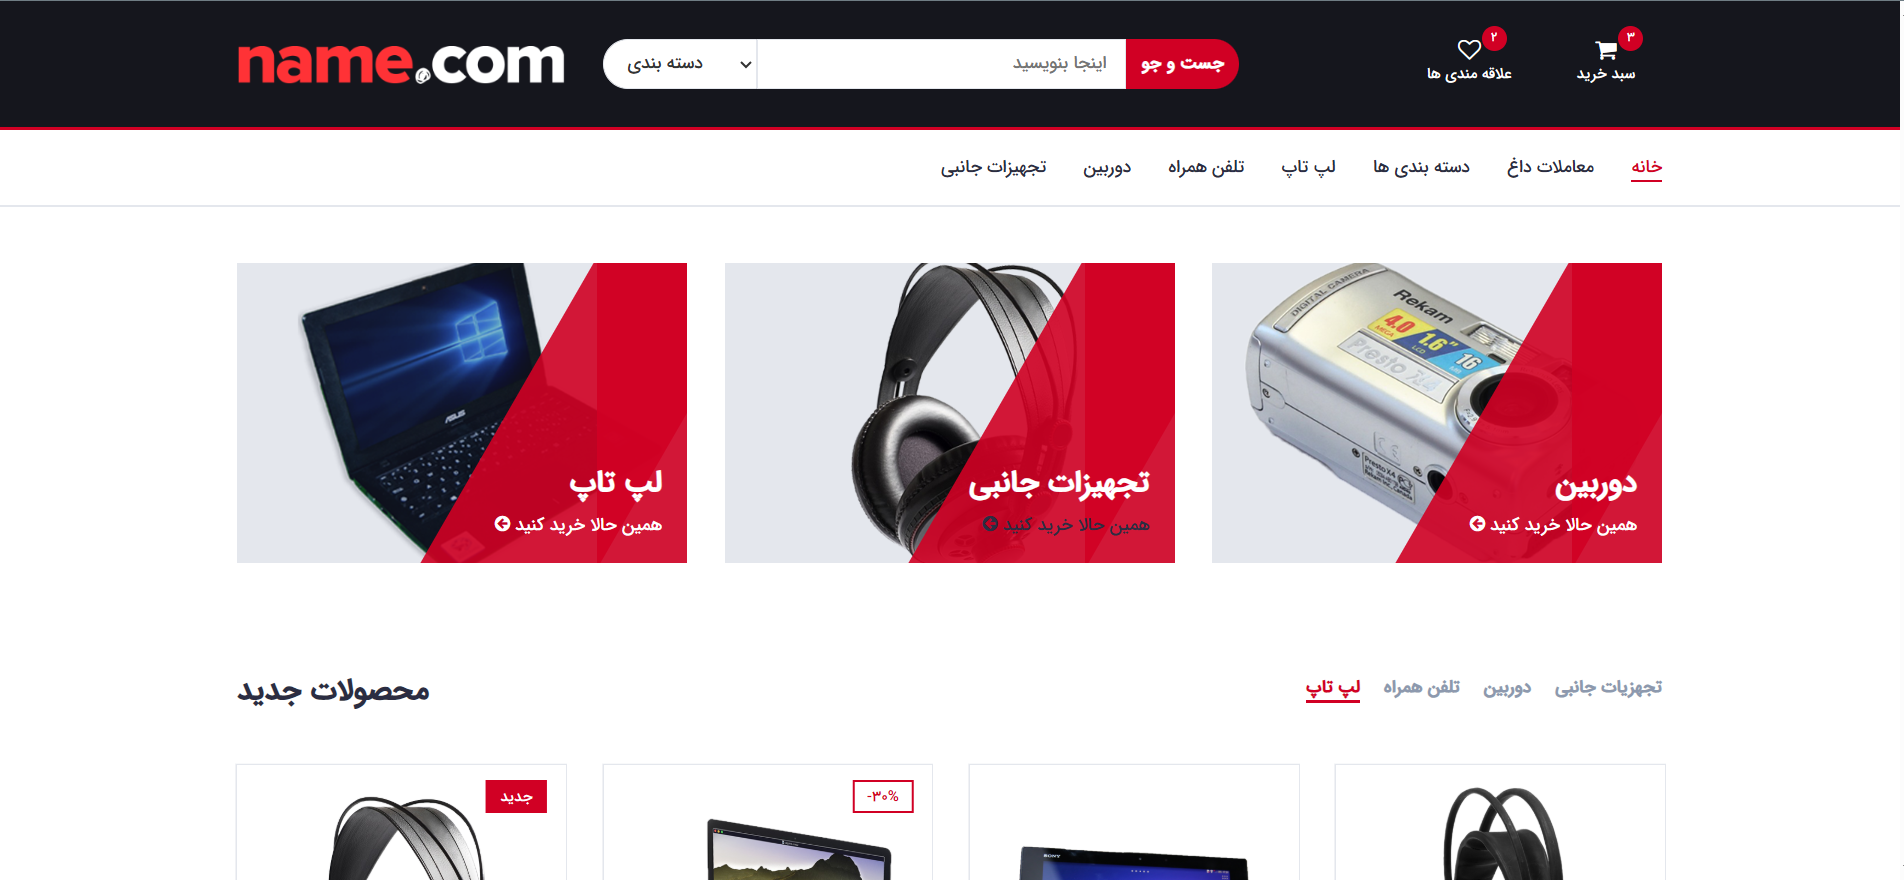 name.com
دسته بندی
اینجا بنویسید
جست و جو
۲
علاقه مندی ها
۳
سبد خرید
خانه
معاملات داغ
دسته بندی ها
لپ تاپ
تلفن همراه
دوربین
تجهیزات جانبی
DIGITAL CAMERA
Rekam
4.0
MEGA
1.6"
LCD
16
Presto
Presto X4
دوربین
همین حالا خرید کنید
تجهیزات جانبی
همین حالا خرید کنید
ASUS
لپ تاپ
همین حالا خرید کنید
محصولات جدید
تجهزیات جانبی
دوربین
تلفن همراه
لپ تاپ
جدید
-۳۰%
SONY